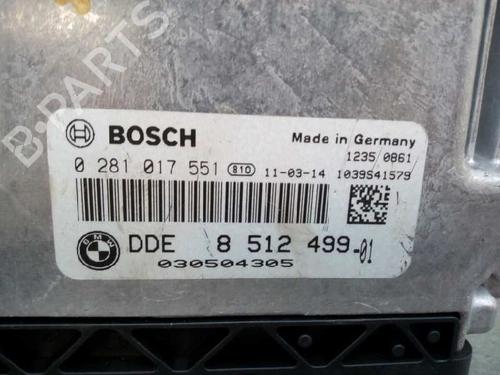 B-PARTS
BOSCH
Made in Germany
1235 0861
0 281 017 551 810 11-03-14 1039S41579
BMW DDE 8 512 499-01
030504305